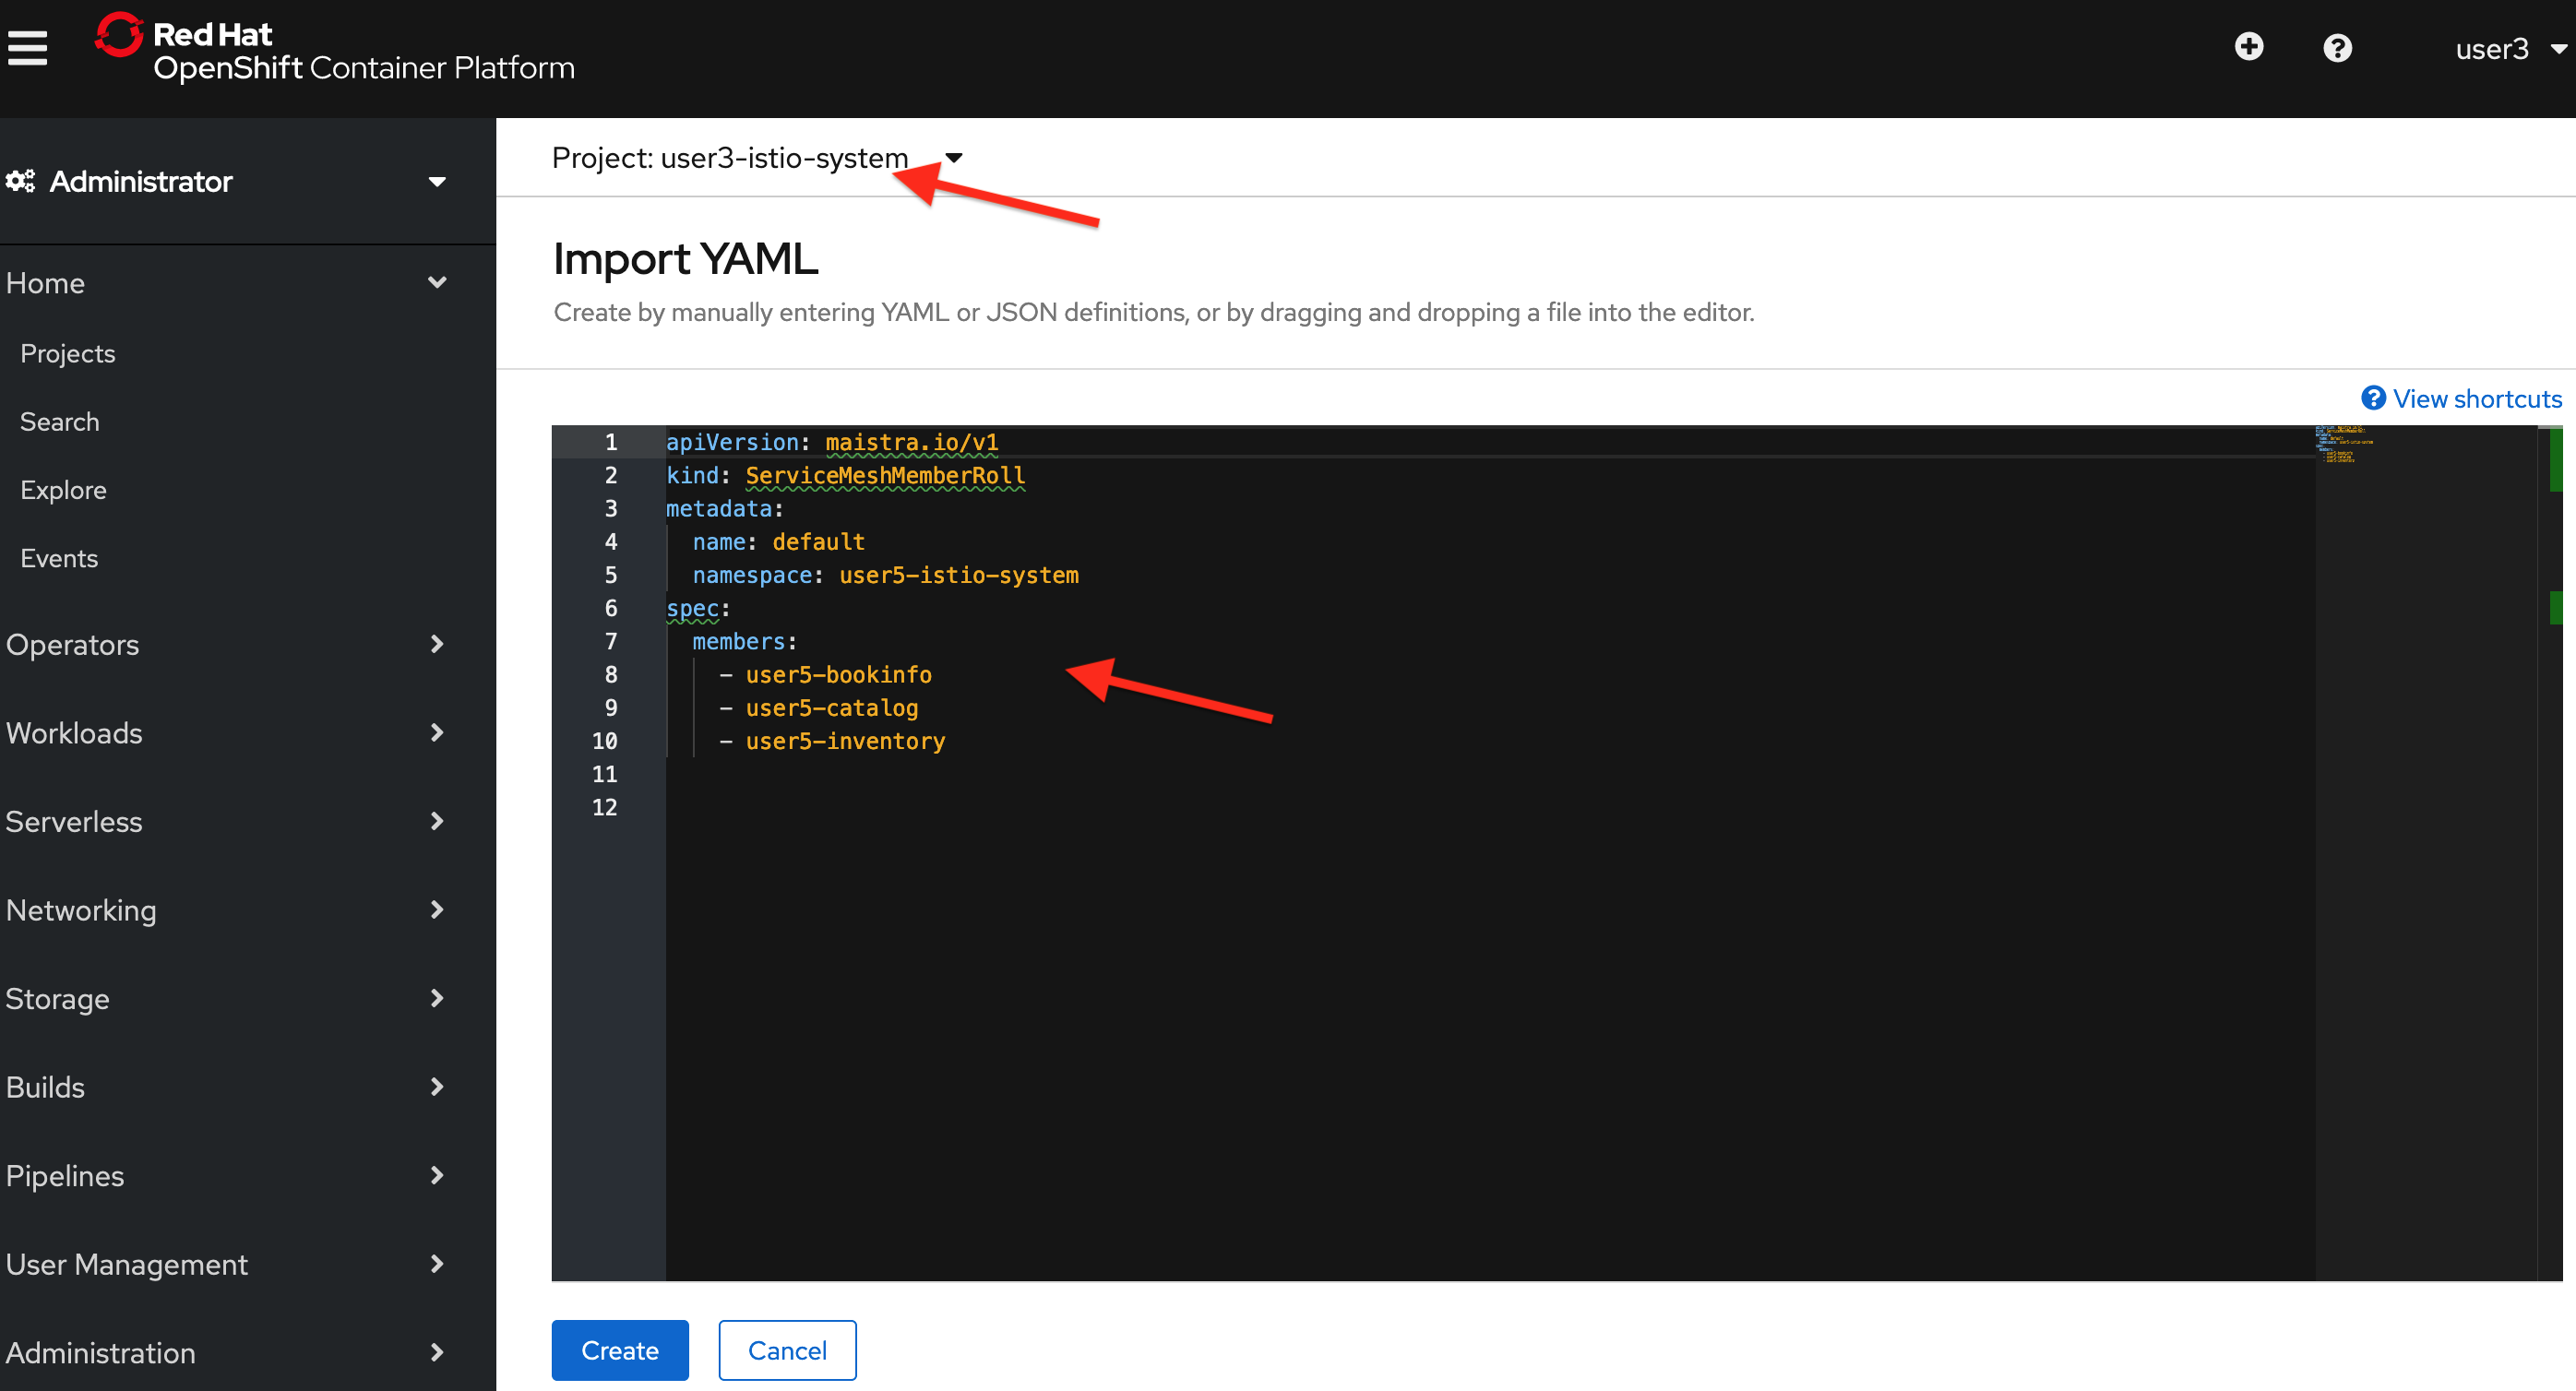 Red Hat
OpenShift Container Platform
user3
Administrator
Home
Projects
Search
Explore
Events
Operators
Workloads
Serverless
Networking
Storage
Builds
Pipelines
User Management
Administration
Project: user3-istio-system
Import YAML
Create by manually entering YAML or JSON definitions, or by dragging and dropping a file into the editor.
View shortcuts
1 apiVersion: maistra.io/v1
2 kind: ServiceMeshMemberRoll
3 metadata:
4 name: default
5 namespace: user5-istio-system
6 spec:
7 members:
8 - user5-bookinfo
9 - user5-catalog
10 - user5-inventory
11
12
Create
Cancel